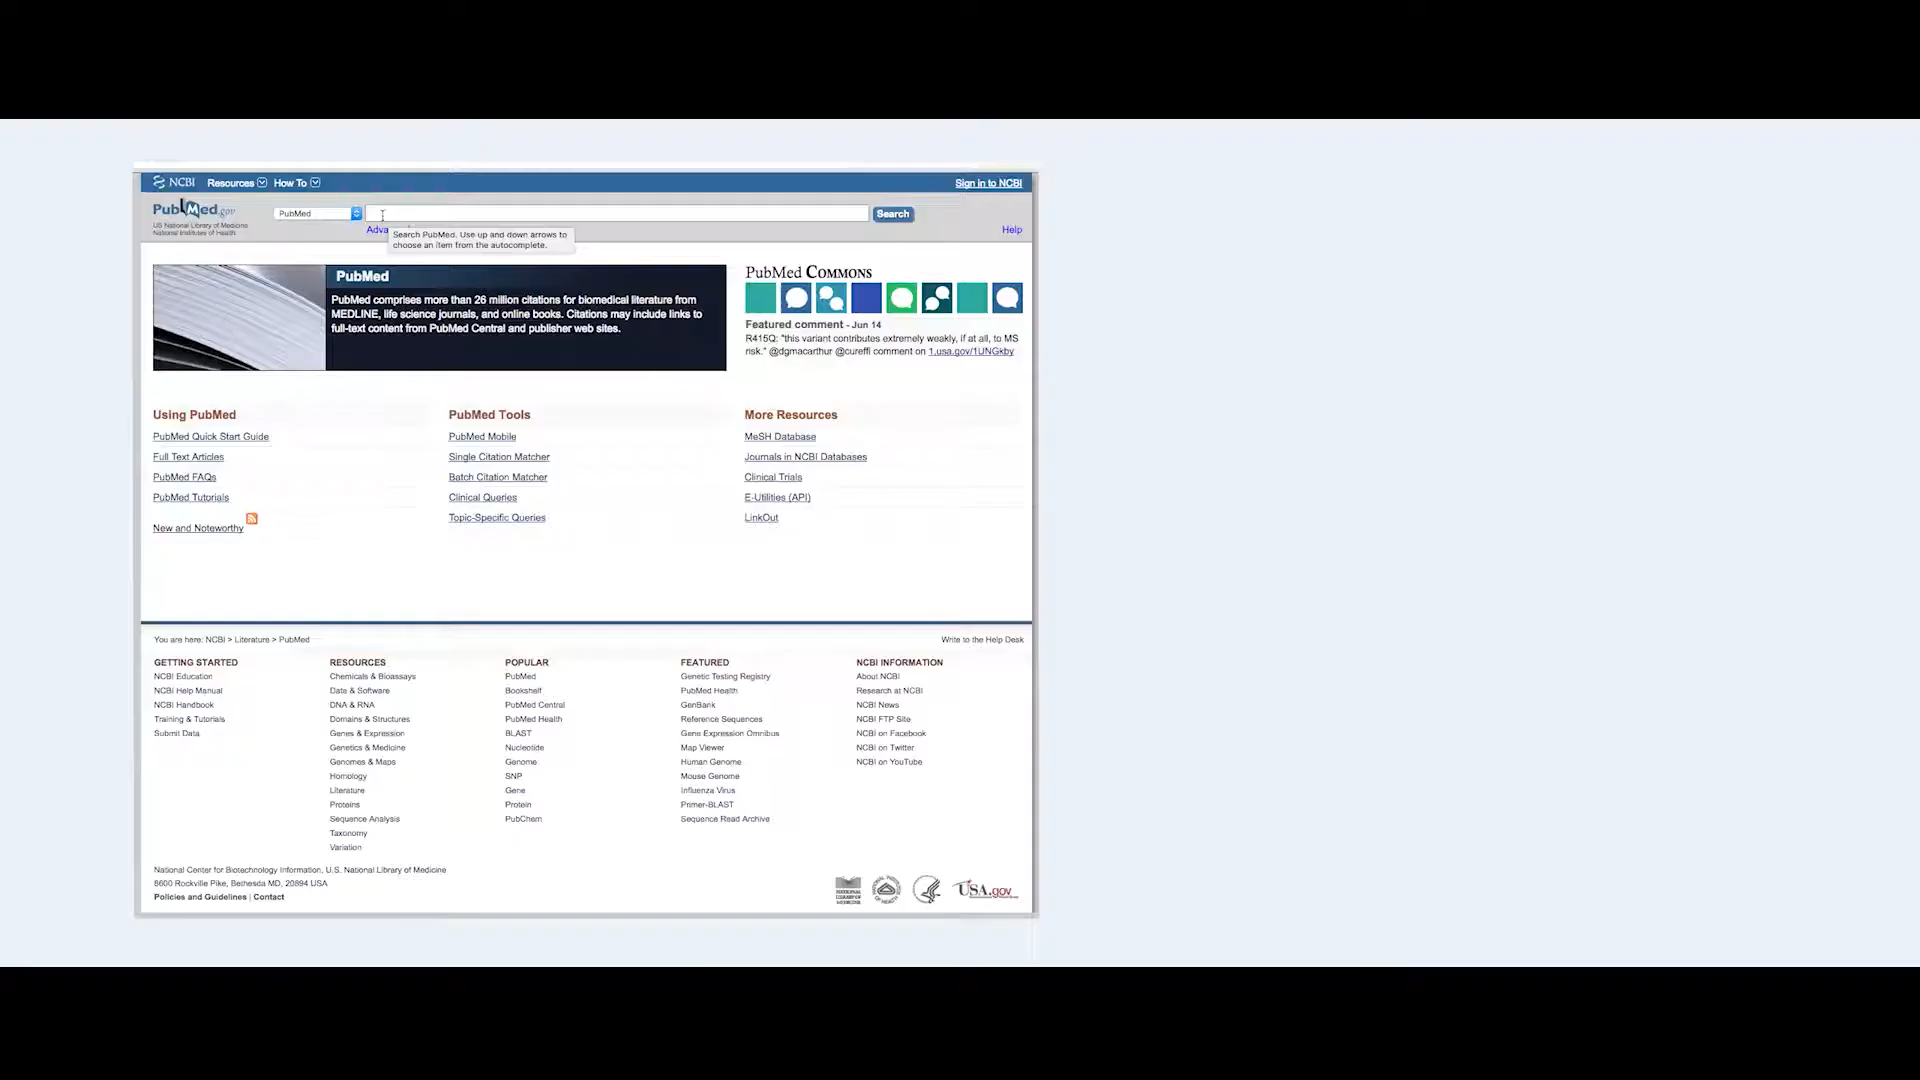 NCBI Resources How To Sign in to NCBI
PubMed.gov
US National Library of Medicine
National Institutes of Health
PubMed
Search
Help
Search PubMed. Use up and down arrows to
choose an item from the autocomplete.
PubMed
PubMed comprises more than 26 million citations for biomedical literature from
MEDLINE, life science journals, and online books. Citations may include links to
full-text content from PubMed Central and publisher web sites.
PubMed COMMONS
Featured comment - Jun 14
R415Q: "this variant contributes extremely weakly, if at all, to MS
risk." @dgmacarthur @cureffi comment on 1.usa.gov/1UNGkby
Using PubMed
PubMed Quick Start Guide
Full Text Articles
PubMed FAQs
PubMed Tutorials
New and Noteworthy
PubMed Tools
PubMed Mobile
Single Citation Matcher
Batch Citation Matcher
Clinical Queries
Topic-Specific Queries
More Resources
MeSH Database
Journals in NCBI Databases
Clinical Trials
E-Utilities (API)
LinkOut
You are here: NCBI > Literature > PubMed
Write to the Help Desk
GETTING STARTED
NCBI Education
NCBI Help Manual
NCBI Handbook
Training & Tutorials
Submit Data
RESOURCES
Chemicals & Bioassays
Data & Software
DNA & RNA
Domains & Structures
Genes & Expression
Genetics & Medicine
Genomes & Maps
Homology
Literature
Proteins
Sequence Analysis
Taxonomy
Variation
POPULAR
PubMed
Bookshelf
PubMed Central
PubMed Health
BLAST
Nucleotide
Genome
SNP
Gene
Protein
PubChem
FEATURED
Genetic Testing Registry
PubMed Health
GenBank
Reference Sequences
Gene Expression Omnibus
Map Viewer
Human Genome
Mouse Genome
Influenza Virus
Primer-BLAST
Sequence Read Archive
NCBI INFORMATION
About NCBI
Research at NCBI
NCBI News
NCBI FTP Site
NCBI on Facebook
NCBI on Twitter
NCBI on YouTube
National Center for Biotechnology Information, U.S. National Library of Medicine
8600 Rockville Pike, Bethesda MD, 20894 USA
Policies and Guidelines | Contact
USA.gov